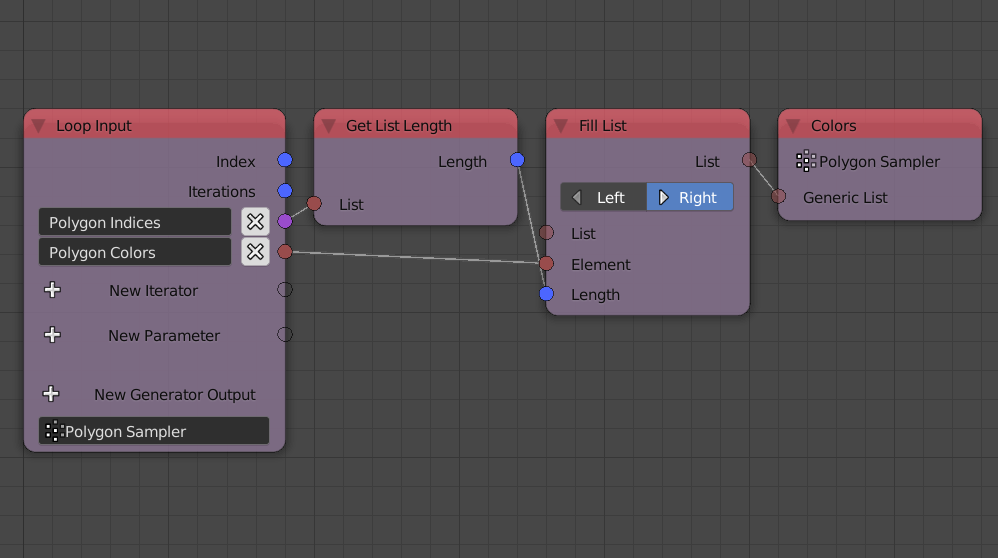 Loop Input
Index
Iterations
Polygon Indices
Polygon Colors
New Iterator
New Parameter
New Generator Output
Polygon Sampler
Get List Length
Length
List
Fill List
List
Left
Right
List
Element
Length
Colors
Polygon Sampler
Generic List